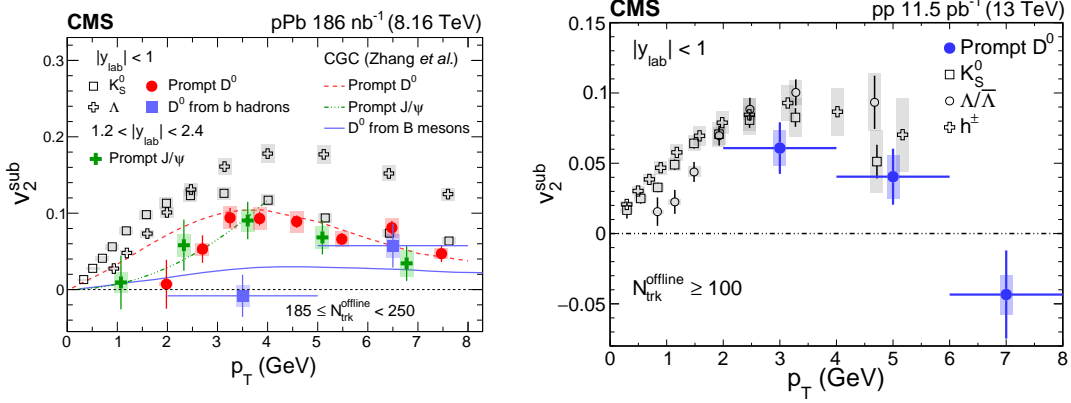 CMS pPb 186 nb⁻¹ (8.16 TeV)
|y_lab| < 1
K⁰_S
Λ
Prompt D⁰
D⁰ from b hadrons
1.2 < |y_lab| < 2.4
Prompt J/ψ
CGC (Zhang et al.)
Prompt D⁰
Prompt J/ψ
D⁰ from B mesons
185 ≤ N_trk^offline < 250
v₂^sub
0.3
0.2
0.1
0
0 1 2 3 4 5 6 7 8
p_T (GeV)
CMS pp 11.5 pb⁻¹ (13 TeV)
|y_lab| < 1
Prompt D⁰
K⁰_S
Λ/Λ̅
h±
N_trk^offline ≥ 100
v₂^sub
0.15
0.1
0.05
0
−0.05
0 1 2 3 4 5 6 7 8
p_T (GeV)